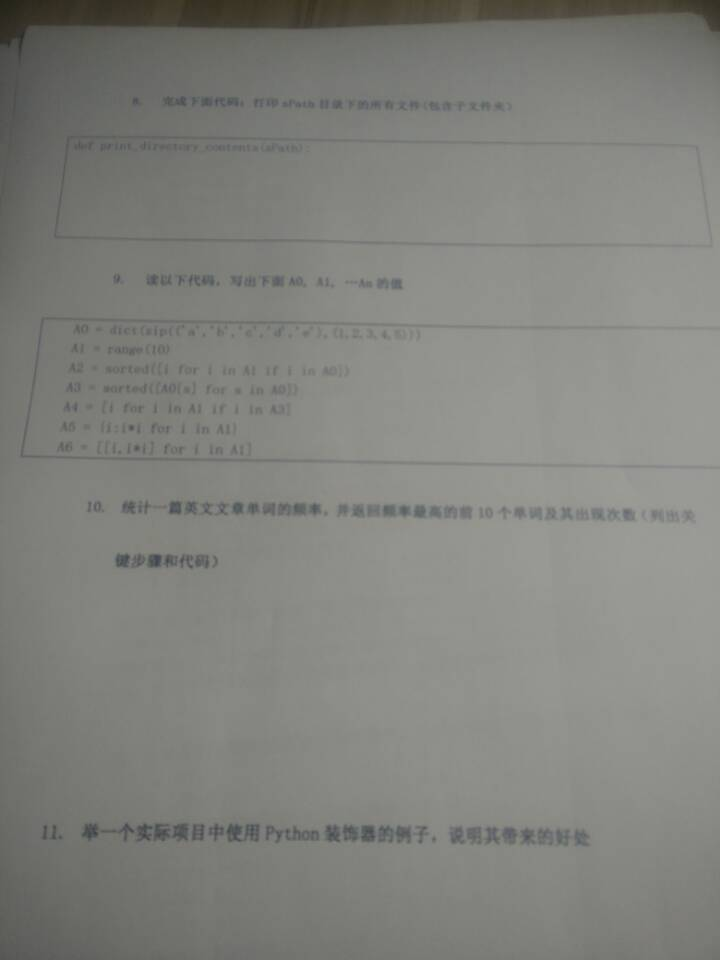 8. 完成下面代码：打印 sPath 目录下的所有文件(包含子文件夹)
def print_directory_contents(sPath):
9. 读以下代码，写出下面 A0, A1, …An 的值
A0 = dict(zip(('a','b','c','d','e'),(1,2,3,4,5)))
A1 = range(10)
A2 = sorted([i for i in A1 if i in A0])
A3 = sorted([A0[s] for s in A0])
A4 = [i for i in A1 if i in A3]
A5 = {i:i*i for i in A1}
A6 = [[i,i*i] for i in A1]
10. 统计一篇英文文章单词的频率，并返回频率最高的前 10 个单词及其出现次数（列出关
键步骤和代码）
11. 举一个实际项目中使用 Python 装饰器的例子，说明其带来的好处